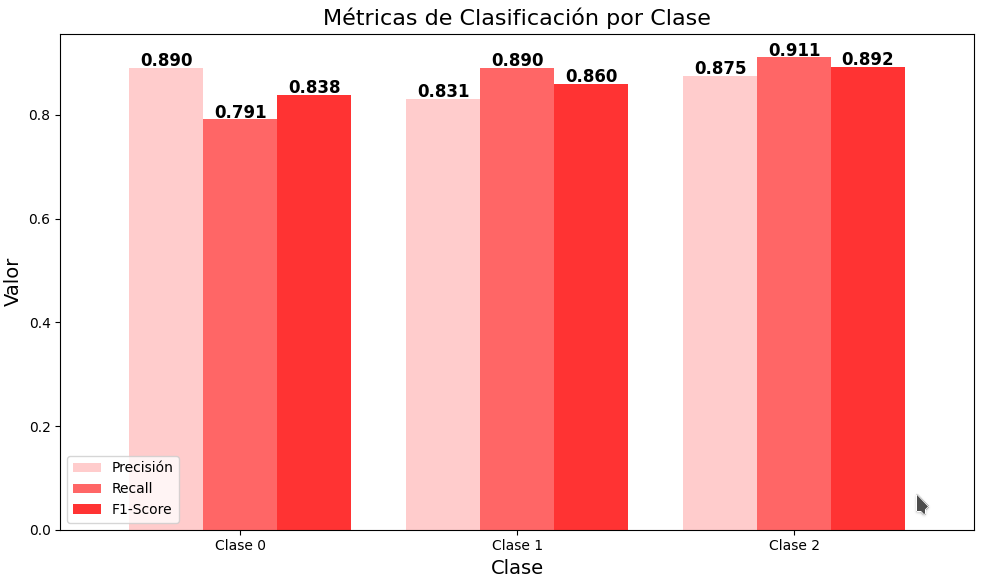 Métricas de Clasificación por Clase
Valor
0.8
0.6
0.4
0.2
0.0
0.890
0.791
0.838
0.831
0.890
0.860
0.875
0.911
0.892
Precisión
Recall
F1-Score
Clase 0
Clase 1
Clase 2
Clase